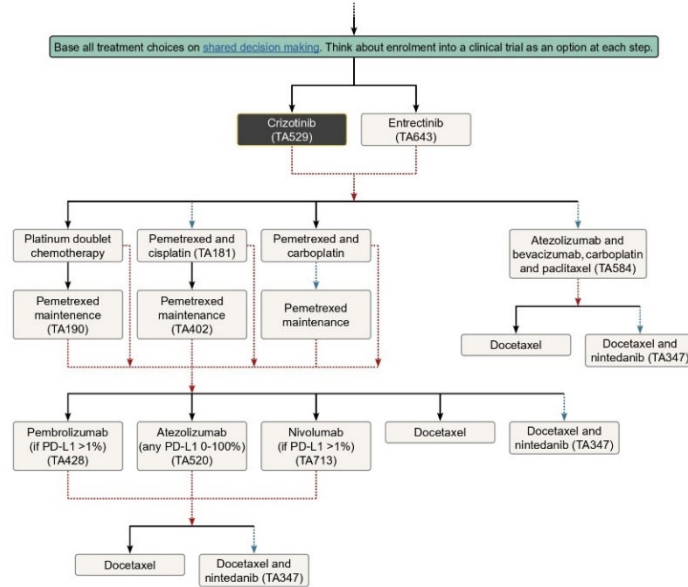 Base all treatment choices on shared decision making. Think about enrolment into a clinical trial as an option at each step.
Crizotinib
(TA529)
Entrectinib
(TA643)
Platinum doublet
chemotherapy
Pemetrexed and
cisplatin (TA181)
Pemetrexed and
carboplatin
Atezolizumab and
bevacizumab, carboplatin
and paclitaxel (TA584)
Pemetrexed
maintenence
(TA190)
Pemetrexed
maintenance
(TA402)
Pemetrexed
maintenance
Docetaxel
Docetaxel and
nintedanib (TA347)
Pembrolizumab
(if PD-L1 >1%)
(TA428)
Atezolizumab
(any PD-L1 0-100%)
(TA520)
Nivolumab
(if PD-L1 >1%)
(TA713)
Docetaxel
Docetaxel and
nintedanib (TA347)
Docetaxel
Docetaxel and
nintedanib (TA347)